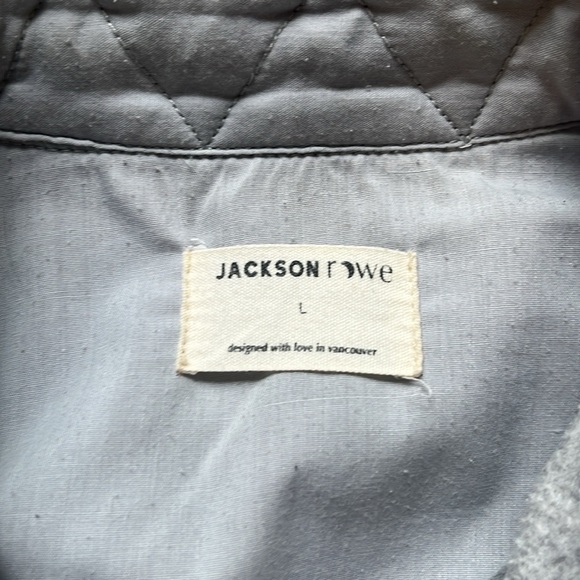 JACKSON rowe
L
designed with love in vancouver